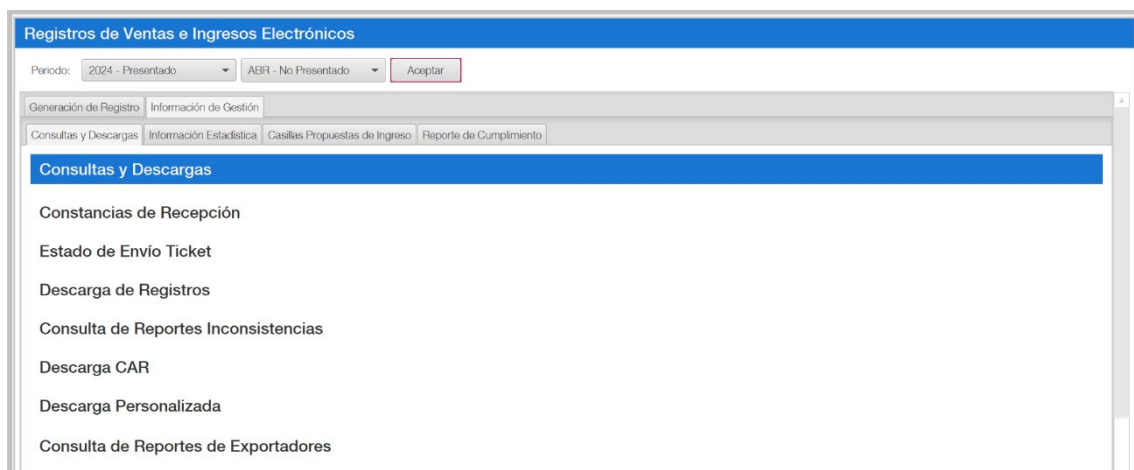 Registros de Ventas e Ingresos Electrónicos
Periodo: 2024 - Presentado ABR - No Presentado Aceptar
Generación de Registro Información de Gestión
Consultas y Descargas Información Estadística Casillas Propuestas de Ingreso Reporte de Cumplimiento
Consultas y Descargas
Constancias de Recepción
Estado de Envío Ticket
Descarga de Registros
Consulta de Reportes Inconsistencias
Descarga CAR
Descarga Personalizada
Consulta de Reportes de Exportadores